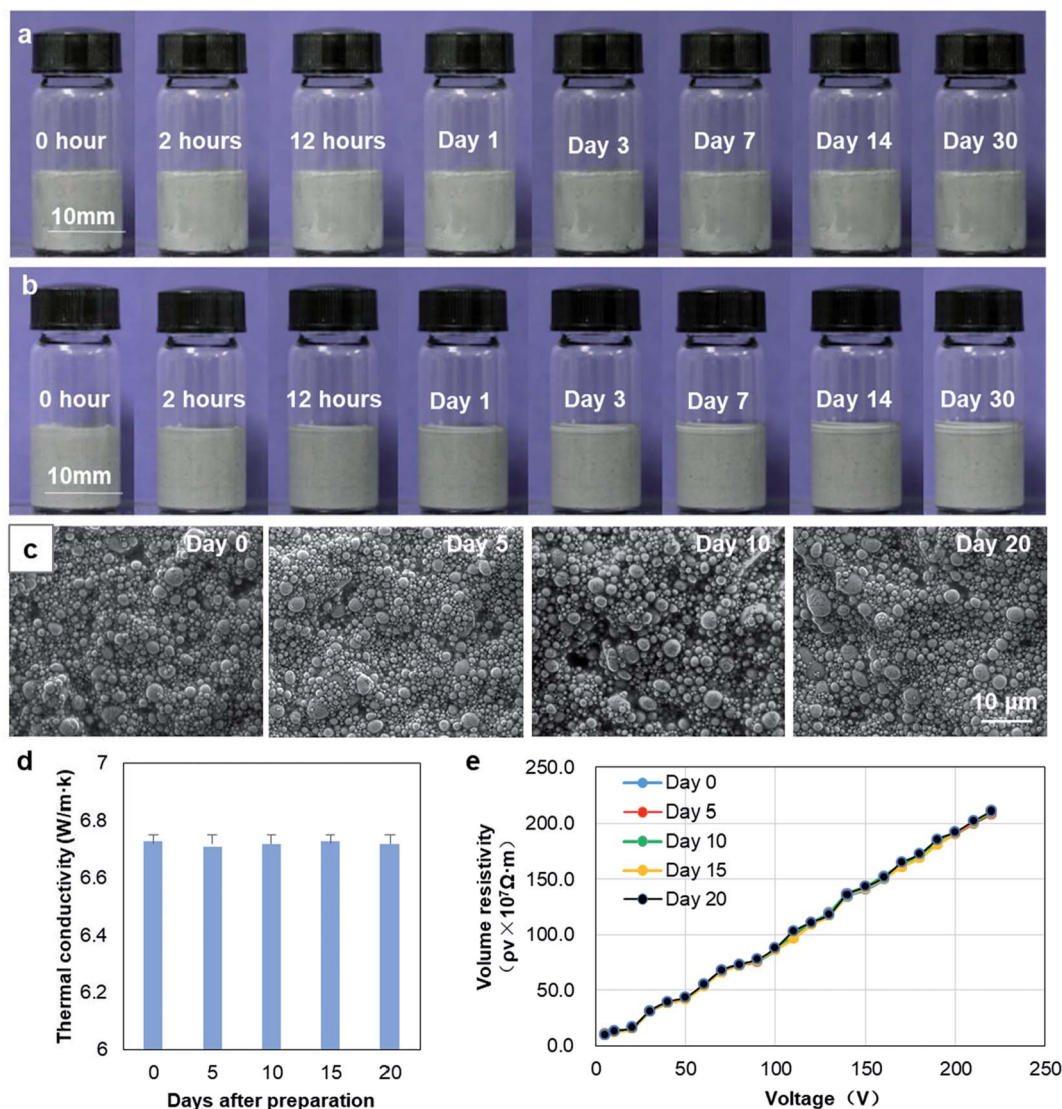 a
0 hour
2 hours
12 hours
Day 1
Day 3
Day 7
Day 14
Day 30
10mm
b
0 hour
2 hours
12 hours
Day 1
Day 3
Day 7
Day 14
Day 30
10mm
c
Day 0
Day 5
Day 10
Day 20
10 µm
d
7
6.8
6.6
6.4
6.2
6
Thermal conductivity (W/m·k)
0
5
10
15
20
Days after preparation
e
250.0
200.0
150.0
100.0
50.0
0.0
Volume resistivity
（ρv×10⁷Ω·m）
Day 0
Day 5
Day 10
Day 15
Day 20
0
50
100
150
200
250
Voltage（V）